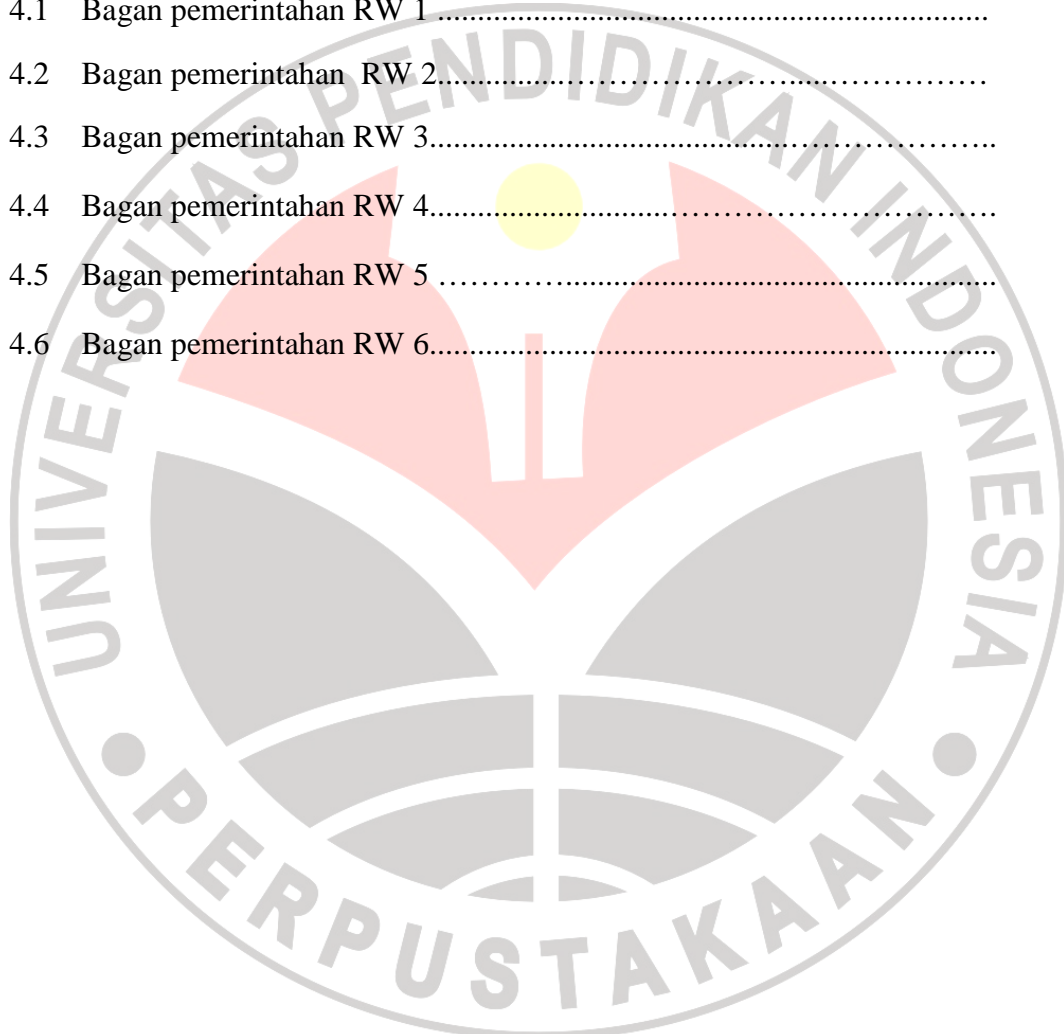 4.1 Bagan pemerintahan RW 1 ......................................................................................
4.2 Bagan pemerintahan  RW 2................…………………….....………………
4.3 Bagan pemerintahan RW 3..................................................………………….…..
4.4 Bagan pemerintahan RW 4...............................…………………………………….
4.5 Bagan pemerintahan RW 5 …………..................................................................
4.6 Bagan pemerintahan RW 6......................................................................................
UNIVERSITAS PENDIDIKAN INDONESIA
PERPUSTAKAAN